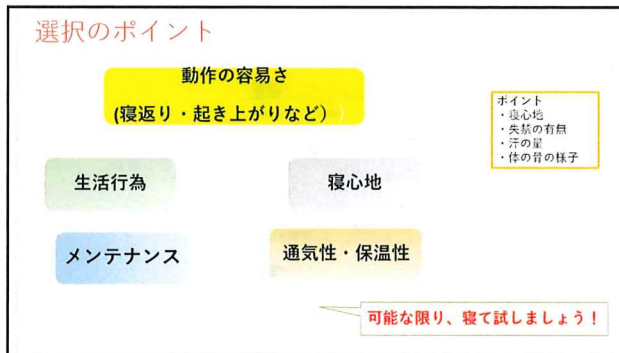 選択のポイント
動作の容易さ
(寝返り・起き上がりなど）
ポイント
・寝心地
・失禁の有無
・汗の量
・体の骨の様子
生活行為
寝心地
メンテナンス
通気性・保温性
可能な限り、寝て試しましょう！